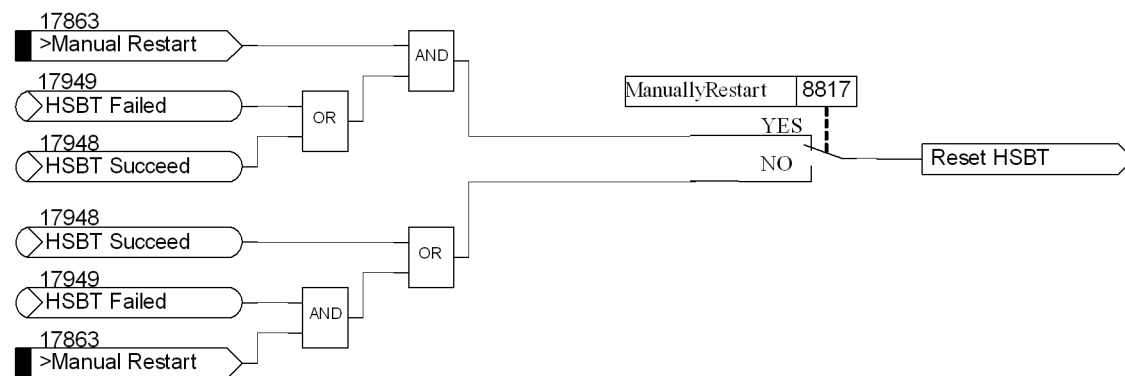 17863
>Manual Restart
AND
17949
HSBT Failed
OR
17948
HSBT Succeed
ManuallyRestart 8817
YES
NO
Reset HSBT
17948
HSBT Succeed
OR
17949
HSBT Failed
AND
17863
>Manual Restart